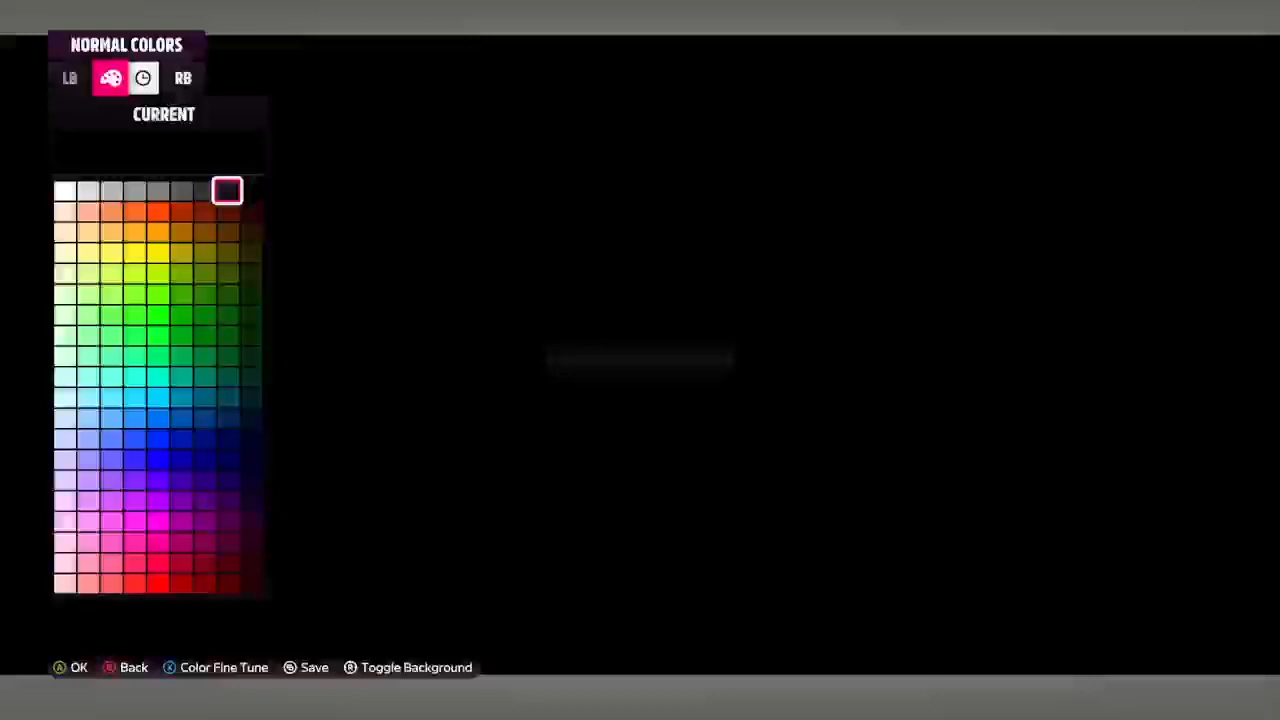 NORMAL COLORS
LB RB
CURRENT
A OK B Back X Color Fine Tune Save R Toggle Background